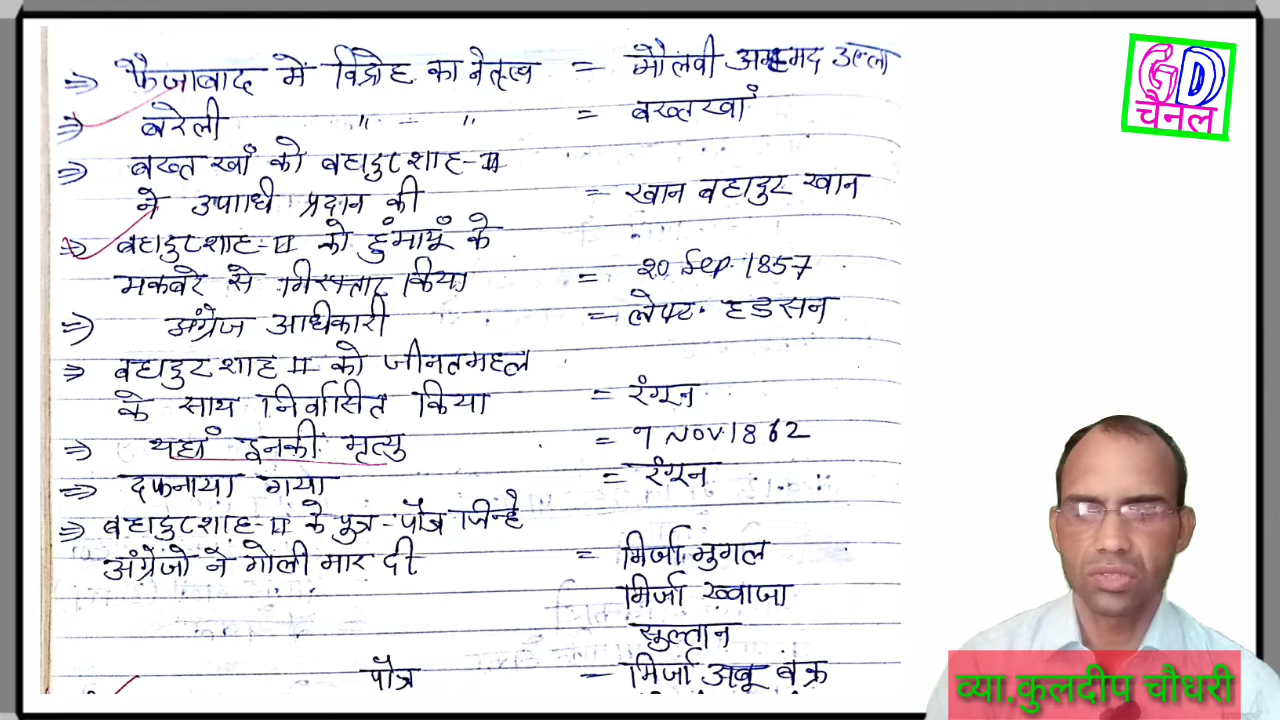 ⇒ फैजाबाद में विद्रोह का नेतृत्व = मौलवी अहमद उल्ला
⇒ बरेली " – " = बख्त खां
⇒ बख्त खाँ को बहादुरशाह-II
ने उपाधि प्रदान की = खान बहादुर खान
⇒ बहादुरशाह-II को हुंमायूं के
मकबरे से गिरफ्तार किया = 20 Sep. 1857
⇒ अंग्रेज अधिकारी = लेफ्ट. हडसन
⇒ बहादुरशाह II को जीनतमहल
के साथ निर्वासित किया = रंगून
⇒ यहां इनकी मृत्यु = 7 Nov. 1862
⇒ दफनाया गया = रंगून
⇒ बहादुरशाह-II के पुत्र-पौत्र जिन्हे
अंग्रेजो ने गोली मार दी = मिर्जा मुगल
मिर्जा ख्वाजा
सुल्तान
पौत्र – मिर्जा अबू बक्र
GD
चैनल
व्या.कुलदीप चौधरी